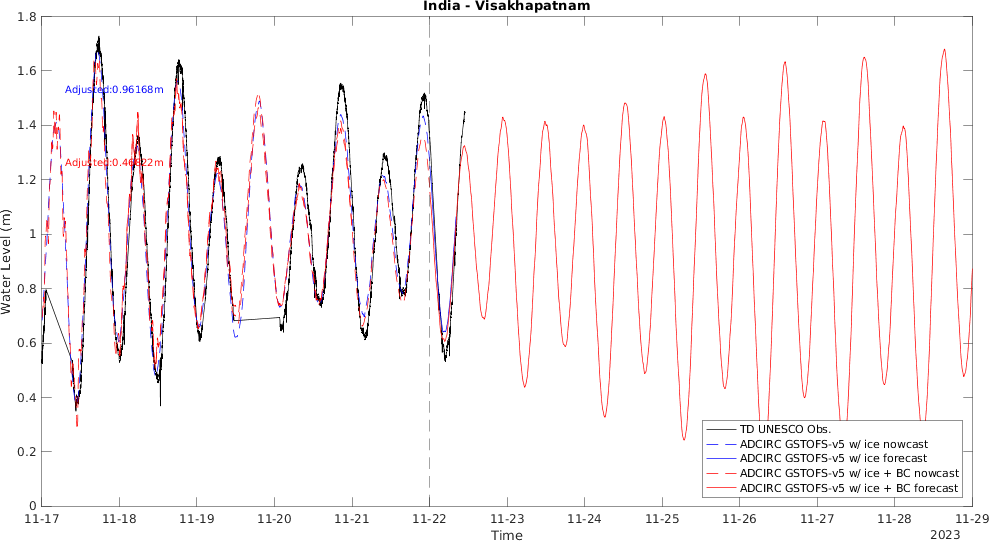 India - Visakhapatnam
1.8
1.6
1.4
1.2
1
0.8
0.6
0.4
0.2
0
Water Level (m)
Adjusted:0.96168m
Adjusted:0.46822m
TD UNESCO Obs.
ADCIRC GSTOFS-v5 w/ ice nowcast
ADCIRC GSTOFS-v5 w/ ice forecast
ADCIRC GSTOFS-v5 w/ ice + BC nowcast
ADCIRC GSTOFS-v5 w/ ice + BC forecast
11-17 11-18 11-19 11-20 11-21 11-22 11-23 11-24 11-25 11-26 11-27 11-28 11-29
Time
2023